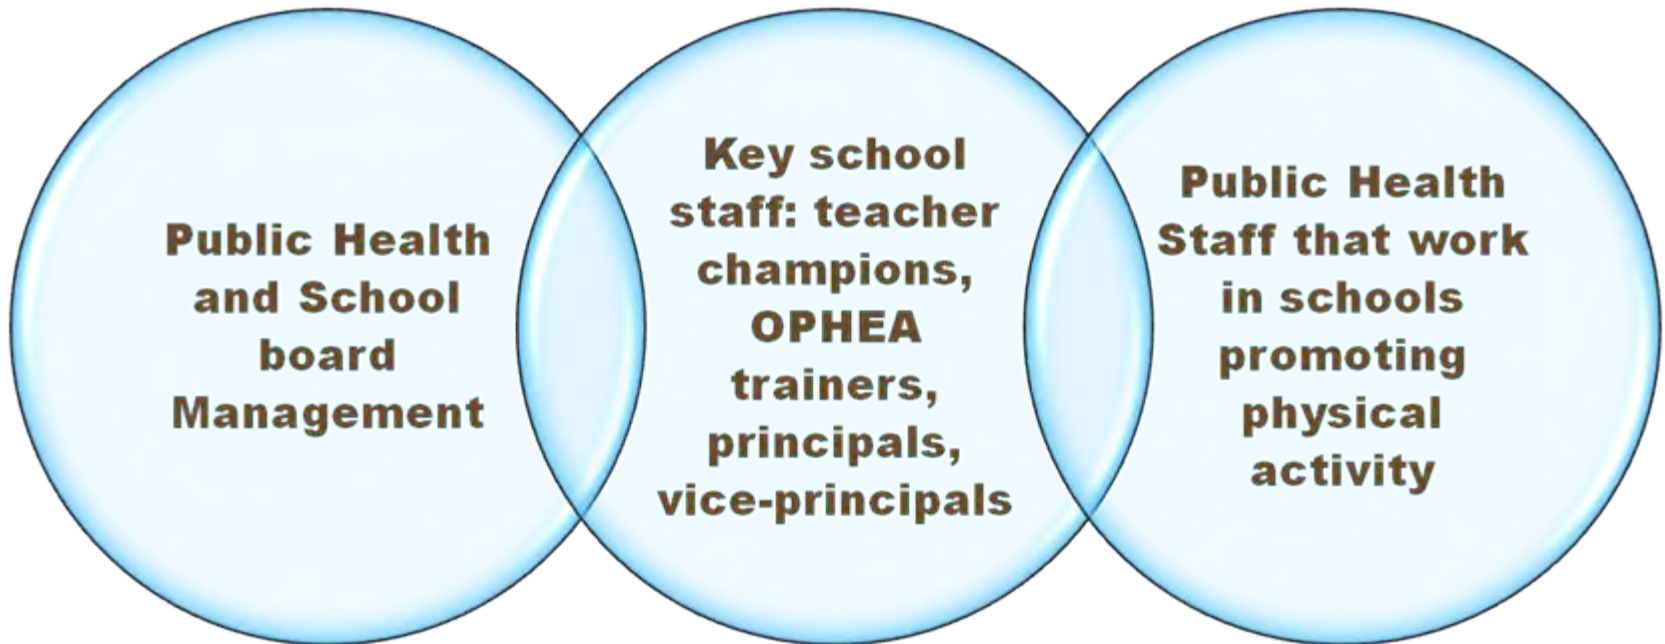 Public Health
and School
board
Management
Key school
staff: teacher
champions,
OPHEA
trainers,
principals,
vice-principals
Public Health
Staff that work
in schools
promoting
physical
activity